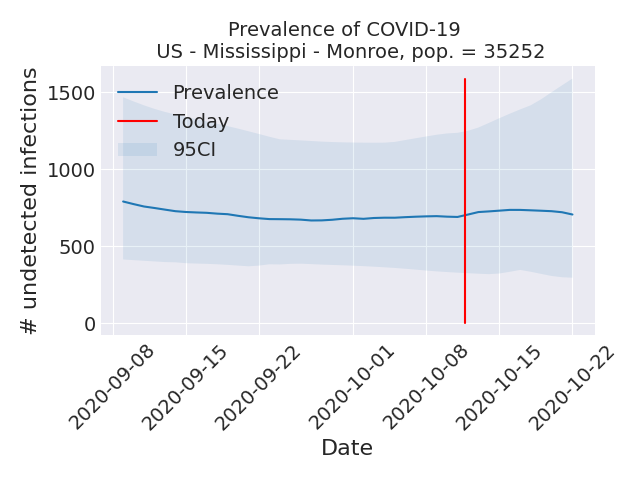 Prevalence of COVID-19
US - Mississippi - Monroe, pop. = 35252
# undetected infections
1500
1000
500
0
Prevalence
Today
95CI
2020-09-08
2020-09-15
2020-09-22
2020-10-01
2020-10-08
2020-10-15
2020-10-22
Date